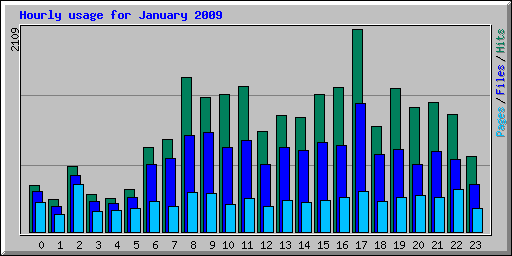 Hourly usage for January 2009
2109
Pages/Files/Hits
0 1 2 3 4 5 6 7 8 9 10 11 12 13 14 15 16 17 18 19 20 21 22 23